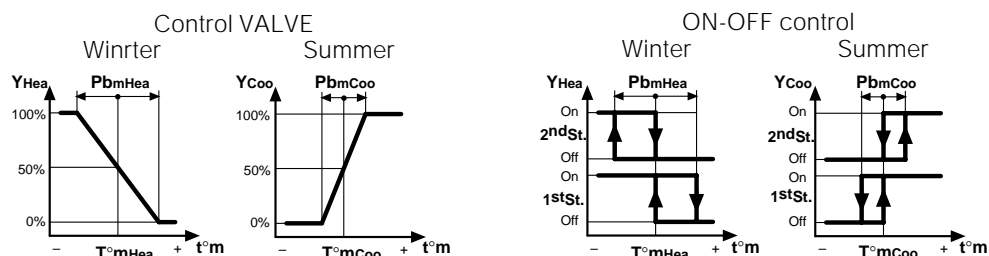 Control VALVE
Winrter
Summer
YHea
PbmHea
100%
50%
0%
–
T°mHea
+
t°m
YCoo
PbmCoo
100%
50%
0%
–
T°mCoo
+
t°m
ON-OFF control
Winter
Summer
YHea
PbmHea
On
2ndSt.
Off
On
1stSt.
Off
–
T°mHea
+
t°m
YCoo
PbmCoo
On
2ndSt.
Off
On
1stSt.
Off
–
T°mCoo
+
t°m